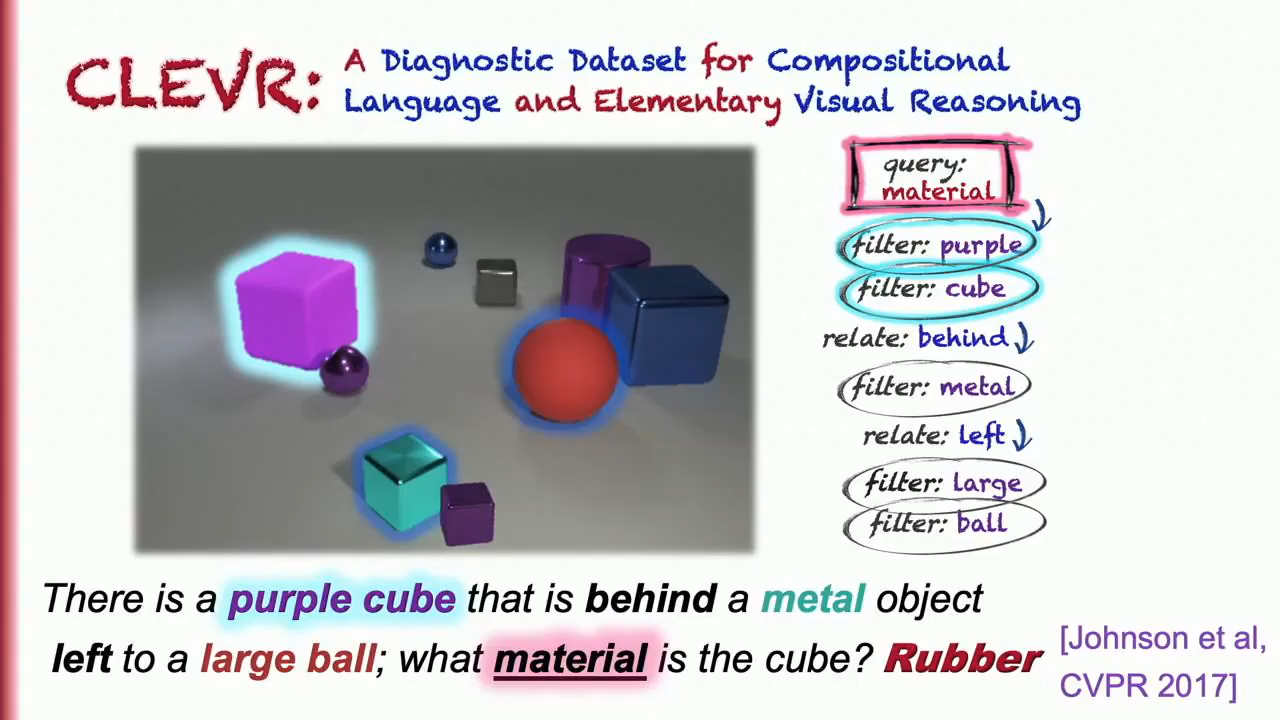 CLEVR:
A Diagnostic Dataset for Compositional
Language and Elementary Visual Reasoning
query:
material
filter: purple
filter: cube
relate: behind
filter: metal
relate: left
filter: large
filter: ball
There is a purple cube that is behind a metal object
left to a large ball; what material is the cube? Rubber
[Johnson et al,
CVPR 2017]